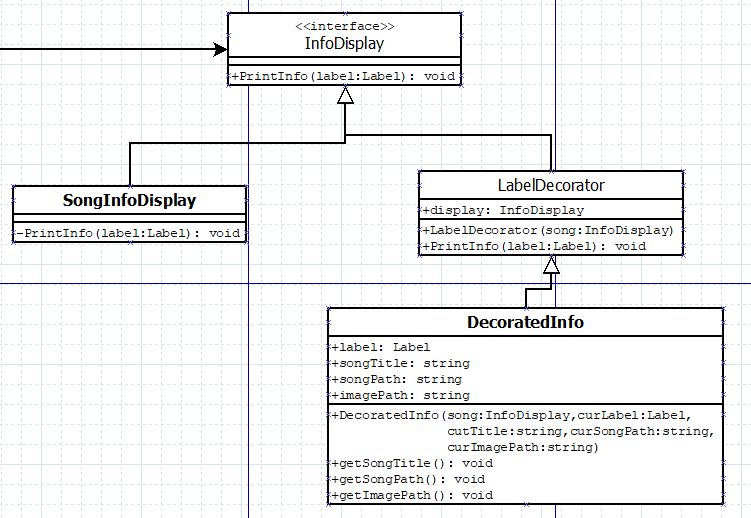 <<interface>>
InfoDisplay
+PrintInfo(label:Label): void
SongInfoDisplay
-PrintInfo(label:Label): void
LabelDecorator
+display: InfoDisplay
+LabelDecorator(song:InfoDisplay)
+PrintInfo(label:Label): void
DecoratedInfo
+label: Label
+songTitle: string
+songPath: string
+imagePath: string
+DecoratedInfo(song:InfoDisplay,curLabel:Label,
cutTitle:string,curSongPath:string,
curImagePath:string)
+getSongTitle(): void
+getSongPath(): void
+getImagePath(): void